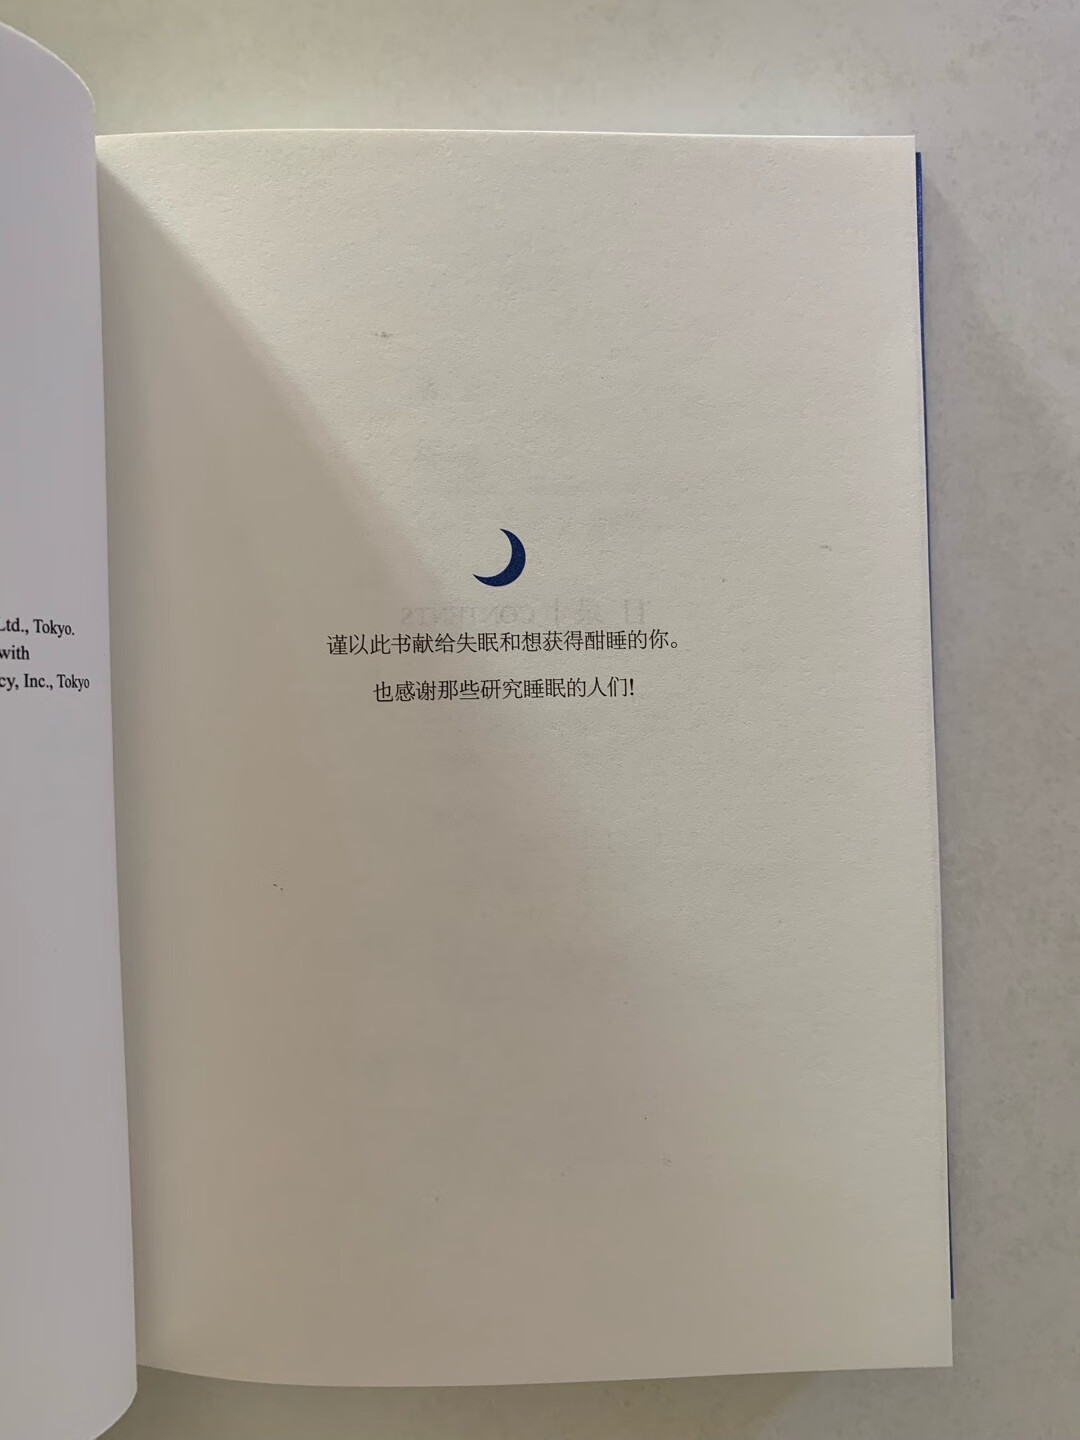 Ltd., Tokyo.
with
cy, Inc., Tokyo
谨以此书献给失眠和想获得酣睡的你。
也感谢那些研究睡眠的人们!